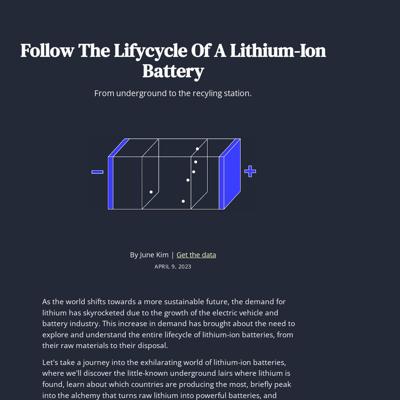 Follow The Lifycycle Of A Lithium-Ion
Battery
From underground to the recyling station.
By June Kim | Get the data
APRIL 9, 2023
As the world shifts towards a more sustainable future, the demand for
lithium has skyrocketed due to the growth of the electric vehicle and
battery industry. This increase in demand has brought about the need to
explore and understand the entire lifecycle of lithium-ion batteries, from
their raw materials to their disposal.
Let's take a journey into the exhilarating world of lithium-ion batteries,
where we'll discover the little-known underground lairs where lithium is
found, learn about which countries are producing the most, briefly peak
into the alchemy that turns raw lithium into powerful batteries, and